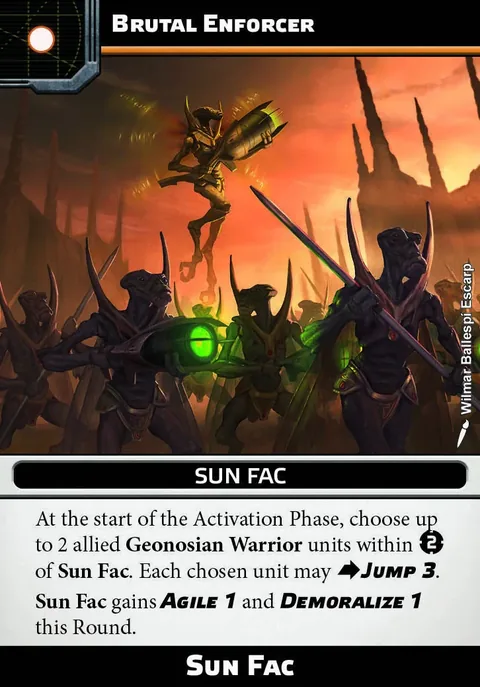 BRUTAL ENFORCER
Wilmar Ballespi Escarp
SUN FAC
At the start of the Activation Phase, choose up
to 2 allied Geonosian Warrior units within 2
of Sun Fac. Each chosen unit may JUMP 3.
Sun Fac gains AGILE 1 and DEMORALIZE 1
this Round.
SUN FAC